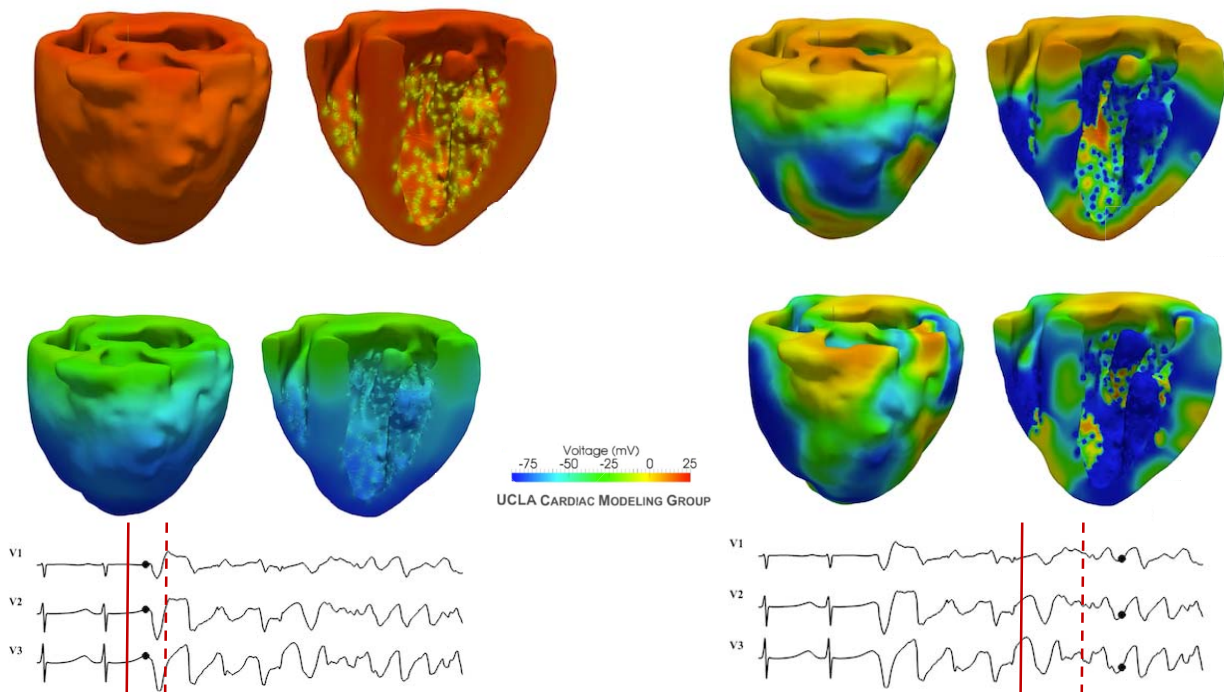 Voltage (mV)
-75 -50 -25 0 25
UCLA CARDIAC MODELING GROUP
V1
V2
V3
V1
V2
V3